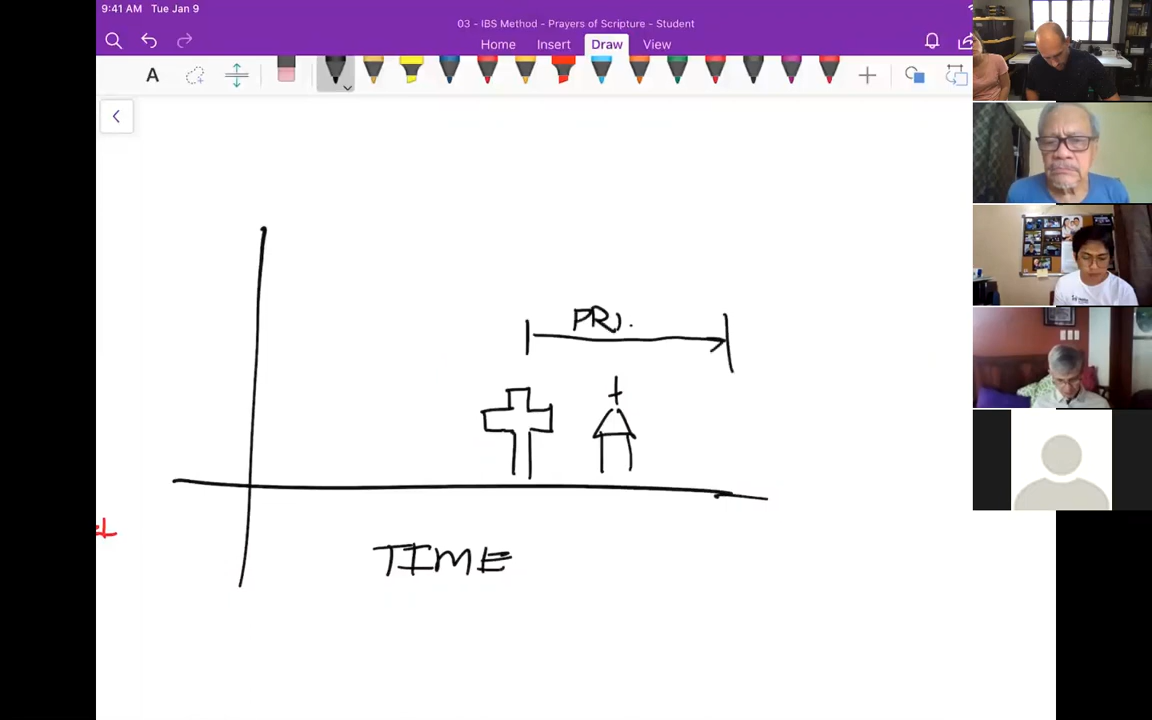 9:41 AM Tue Jan 9
03 - IBS Method - Prayers of Scripture - Student
Home Insert Draw View
A
PRI.
TIME